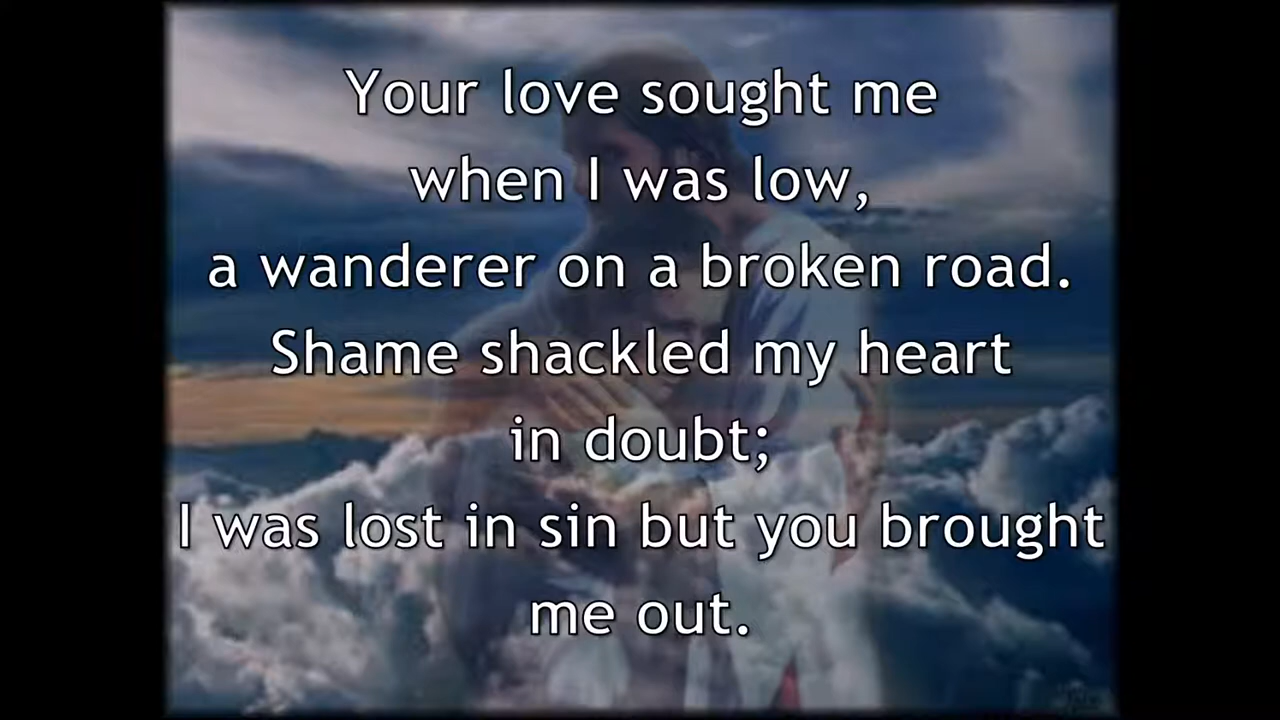 Your love sought me
when I was low,
a wanderer on a broken road.
Shame shackled my heart
in doubt;
I was lost in sin but you brought
me out.